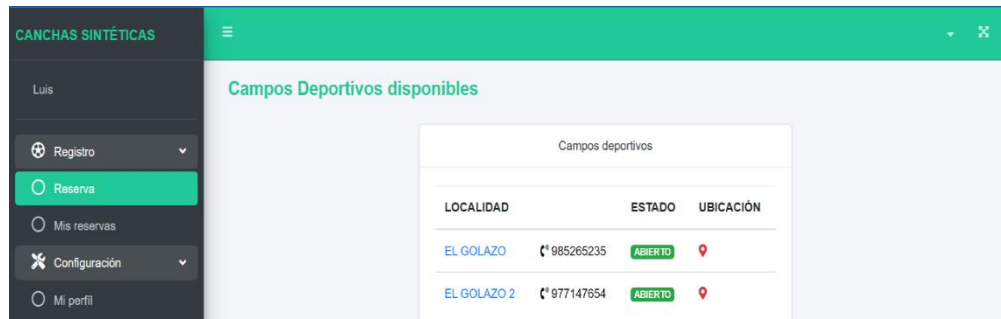 CANCHAS SINTÉTICAS
Luis
Registro
Reserva
Mis reservas
Configuración
Mi perfil
Campos Deportivos disponibles
Campos deportivos
LOCALIDAD ESTADO UBICACIÓN
EL GOLAZO 985265235 ABIERTO
EL GOLAZO 2 977147654 ABIERTO